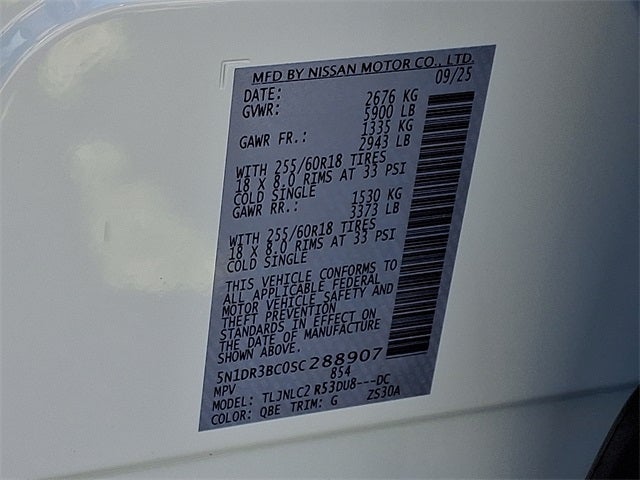 MFD BY NISSAN MOTOR CO., LTD.
DATE: 09/25
GVWR: 2676 KG
5900 LB
GAWR FR.: 1335 KG
2943 LB
WITH 255/60R18 TIRES
18 X 8.0 RIMS AT 33 PSI
COLD SINGLE
GAWR RR.: 1530 KG
3373 LB
WITH 255/60R18 TIRES
18 X 8.0 RIMS AT 33 PSI
COLD SINGLE
THIS VEHICLE CONFORMS TO
ALL APPLICABLE FEDERAL
MOTOR VEHICLE SAFETY AND
THEFT PREVENTION
STANDARDS IN EFFECT ON
THE DATE OF MANUFACTURE
SHOWN ABOVE.
5N1DR3BC0SC288907
MPV 854
MODEL: TLJNLC2 R53DU8---DC
COLOR: QBE TRIM: G ZS30A